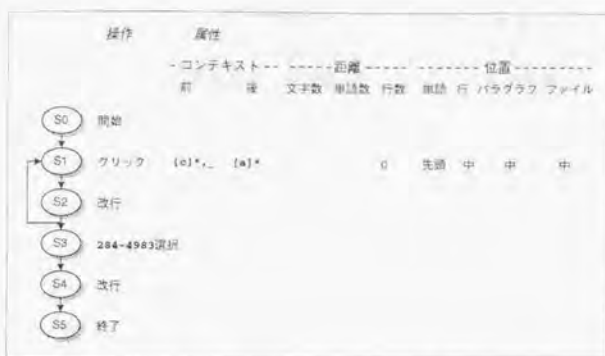 操作 属性
- コンテキスト -- -----距離----- ------- 位置----------
前 後 文字数 単語数 行数 単語 行 パラグラフ ファイル
S0 開始
S1 クリック [c]*,_ [a]* 0 先頭 中 中 中
S2 改行
S3 284-4983選択
S4 改行
S5 終了